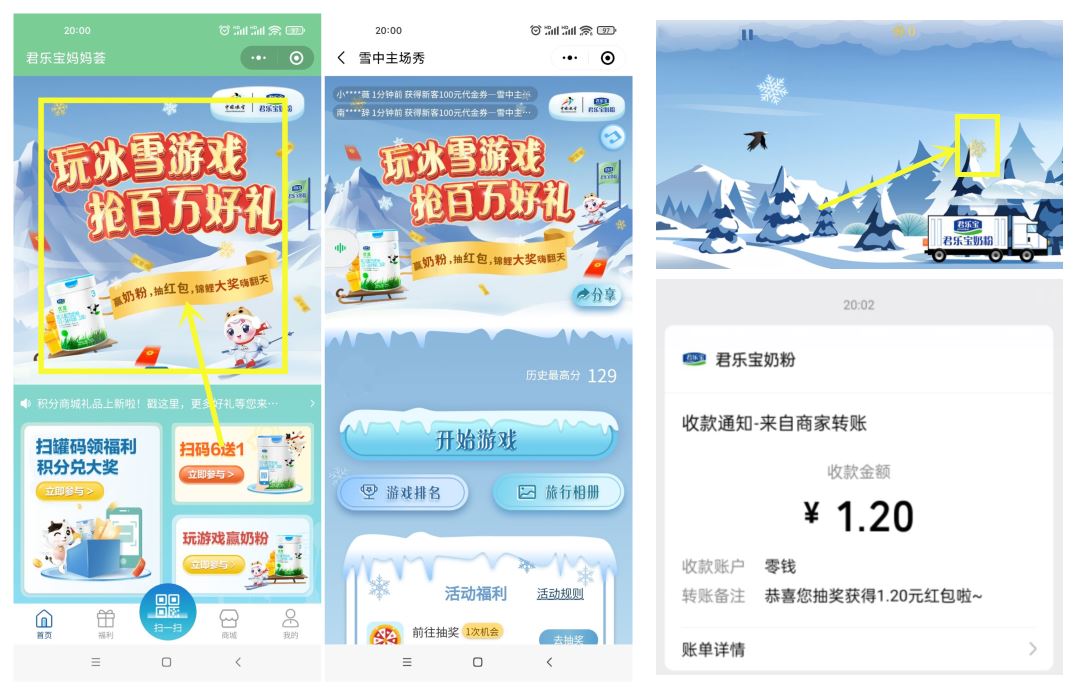 20:00
97
君乐宝妈妈荟
君乐宝奶粉
玩冰雪游戏
抢百万好礼
赢奶粉,抽红包,锦鲤大奖嗨翻天
积分商城礼品上新啦!戳这里,更多好礼等您来…
扫罐码领福利
积分兑大奖
立即参与 >
扫码6送1
立即参与 >
玩游戏赢奶粉
立即参与 >
首页
福利
扫一扫
商城
我的
20:00
97
雪中主场秀
小****薇 1分钟前 获得新客100元代金券—雪中主…
南****辞 1分钟前 获得新客100元代金券—雪中主…
君乐宝奶粉
玩冰雪游戏
抢百万好礼
赢奶粉,抽红包,锦鲤大奖嗨翻天
分享
历史最高分 129
开始游戏
游戏排名
旅行相册
活动福利
活动规则
前往抽奖 1次机会
去抽奖
0
君乐宝
君乐宝奶粉
20:02
君乐宝 君乐宝奶粉
收款通知-来自商家转账
收款金额
¥ 1.20
收款账户 零钱
转账备注 恭喜您抽奖获得1.20元红包啦~
账单详情